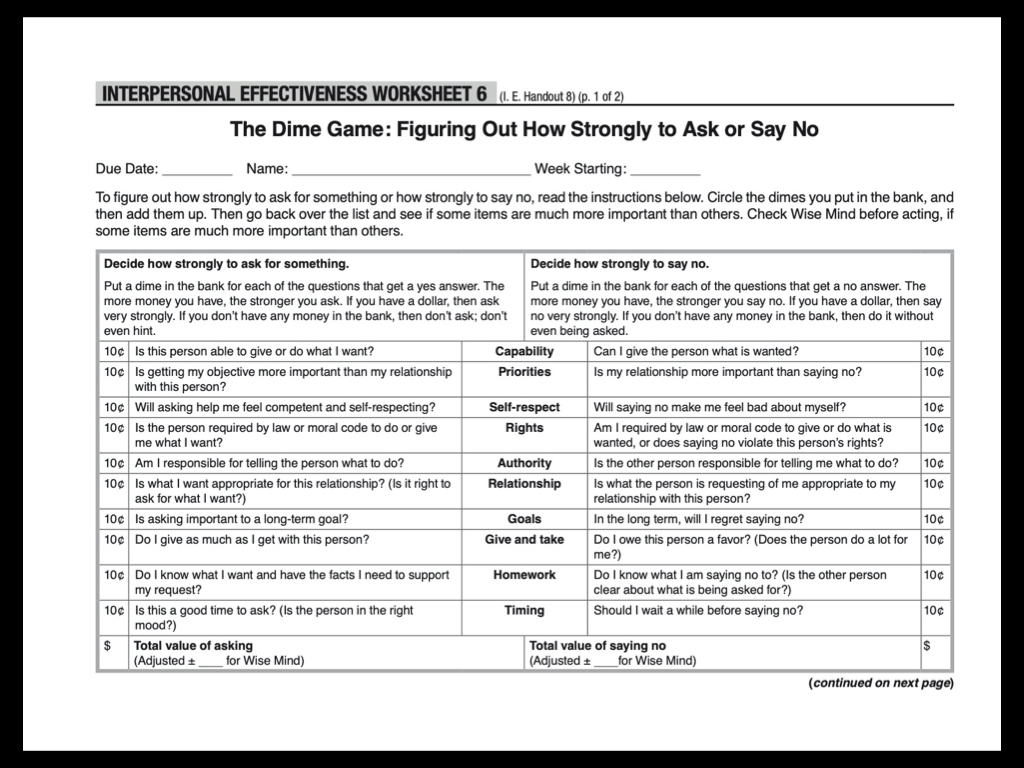 INTERPERSONAL EFFECTIVENESS WORKSHEET 6 (I. E. Handout 8) (p. 1 of 2)
The Dime Game: Figuring Out How Strongly to Ask or Say No
Due Date: _________ Name: ______________________________ Week Starting: _________
To figure out how strongly to ask for something or how strongly to say no, read the instructions below. Circle the dimes you put in the bank, and
then add them up. Then go back over the list and see if some items are much more important than others. Check Wise Mind before acting, if
some items are much more important than others.
Decide how strongly to ask for something.
Put a dime in the bank for each of the questions that get a yes answer. The
more money you have, the stronger you ask. If you have a dollar, then ask
very strongly. If you don't have any money in the bank, then don't ask; don't
even hint.
Decide how strongly to say no.
Put a dime in the bank for each of the questions that get a no answer. The
more money you have, the stronger you say no. If you have a dollar, then say
no very strongly. If you don't have any money in the bank, then do it without
even being asked.
10¢ Is this person able to give or do what I want? Capability Can I give the person what is wanted? 10¢
10¢ Is getting my objective more important than my relationship Priorities Is my relationship more important than saying no? 10¢
with this person?
10¢ Will asking help me feel competent and self-respecting? Self-respect Will saying no make me feel bad about myself? 10¢
10¢ Is the person required by law or moral code to do or give Rights Am I required by law or moral code to give or do what is 10¢
me what I want? wanted, or does saying no violate this person's rights?
10¢ Am I responsible for telling the person what to do? Authority Is the other person responsible for telling me what to do? 10¢
10¢ Is what I want appropriate for this relationship? (Is it right to Relationship Is what the person is requesting of me appropriate to my 10¢
ask for what I want?) relationship with this person?
10¢ Is asking important to a long-term goal? Goals In the long term, will I regret saying no? 10¢
10¢ Do I give as much as I get with this person? Give and take Do I owe this person a favor? (Does the person do a lot for 10¢
me?)
10¢ Do I know what I want and have the facts I need to support Homework Do I know what I am saying no to? (Is the other person 10¢
my request? clear about what is being asked for?)
10¢ Is this a good time to ask? (Is the person in the right Timing Should I wait a while before saying no? 10¢
mood?)
$ Total value of asking Total value of saying no $
(Adjusted ± ____ for Wise Mind) (Adjusted ± ____for Wise Mind)
(continued on next page)